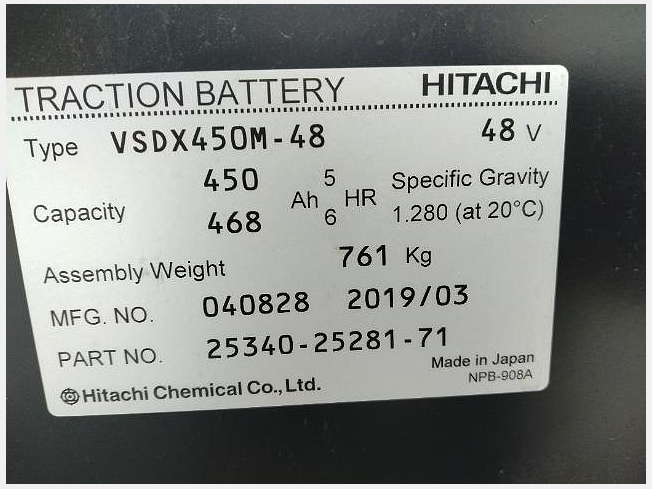 TRACTION BATTERY HITACHI
Type VSDX450M-48 48 V
450 5
Capacity Ah HR Specific Gravity
468 6 1.280 (at 20°C)
Assembly Weight 761 Kg
MFG. NO. 040828 2019/03
PART NO. 25340-25281-71
Made in Japan
Hitachi Chemical Co., Ltd. NPB-908A